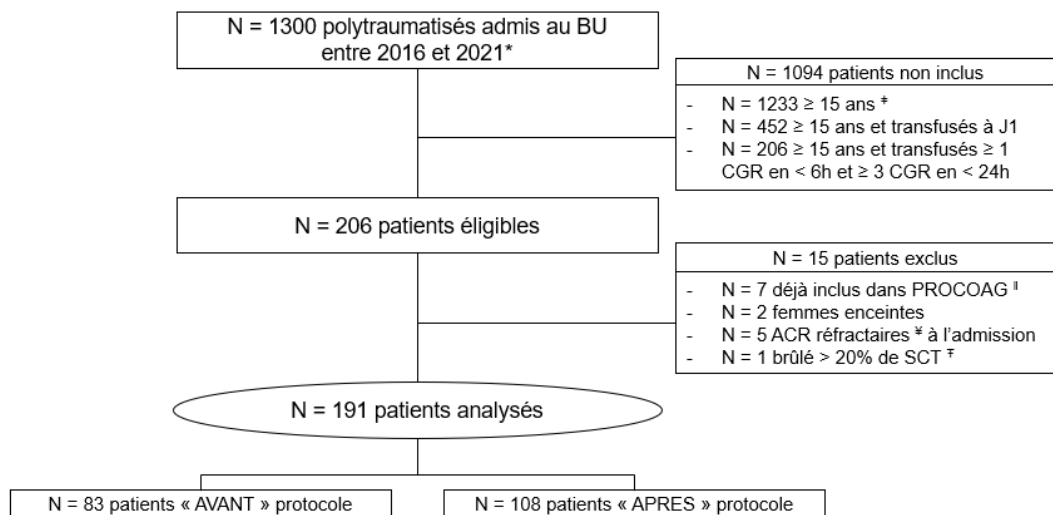 N = 1300 polytraumatisés admis au BU
entre 2016 et 2021*
N = 1094 patients non inclus
- N = 1233 ≥ 15 ans ǂ
- N = 452 ≥ 15 ans et transfusés à J1
- N = 206 ≥ 15 ans et transfusés ≥ 1
CGR en < 6h et ≥ 3 CGR en < 24h
N = 206 patients éligibles
N = 15 patients exclus
- N = 7 déjà inclus dans PROCOAG ‖
- N = 2 femmes enceintes
- N = 5 ACR réfractaires ¥ à l’admission
- N = 1 brûlé > 20% de SCT Ŧ
N = 191 patients analysés
N = 83 patients « AVANT » protocole
N = 108 patients « APRES » protocole